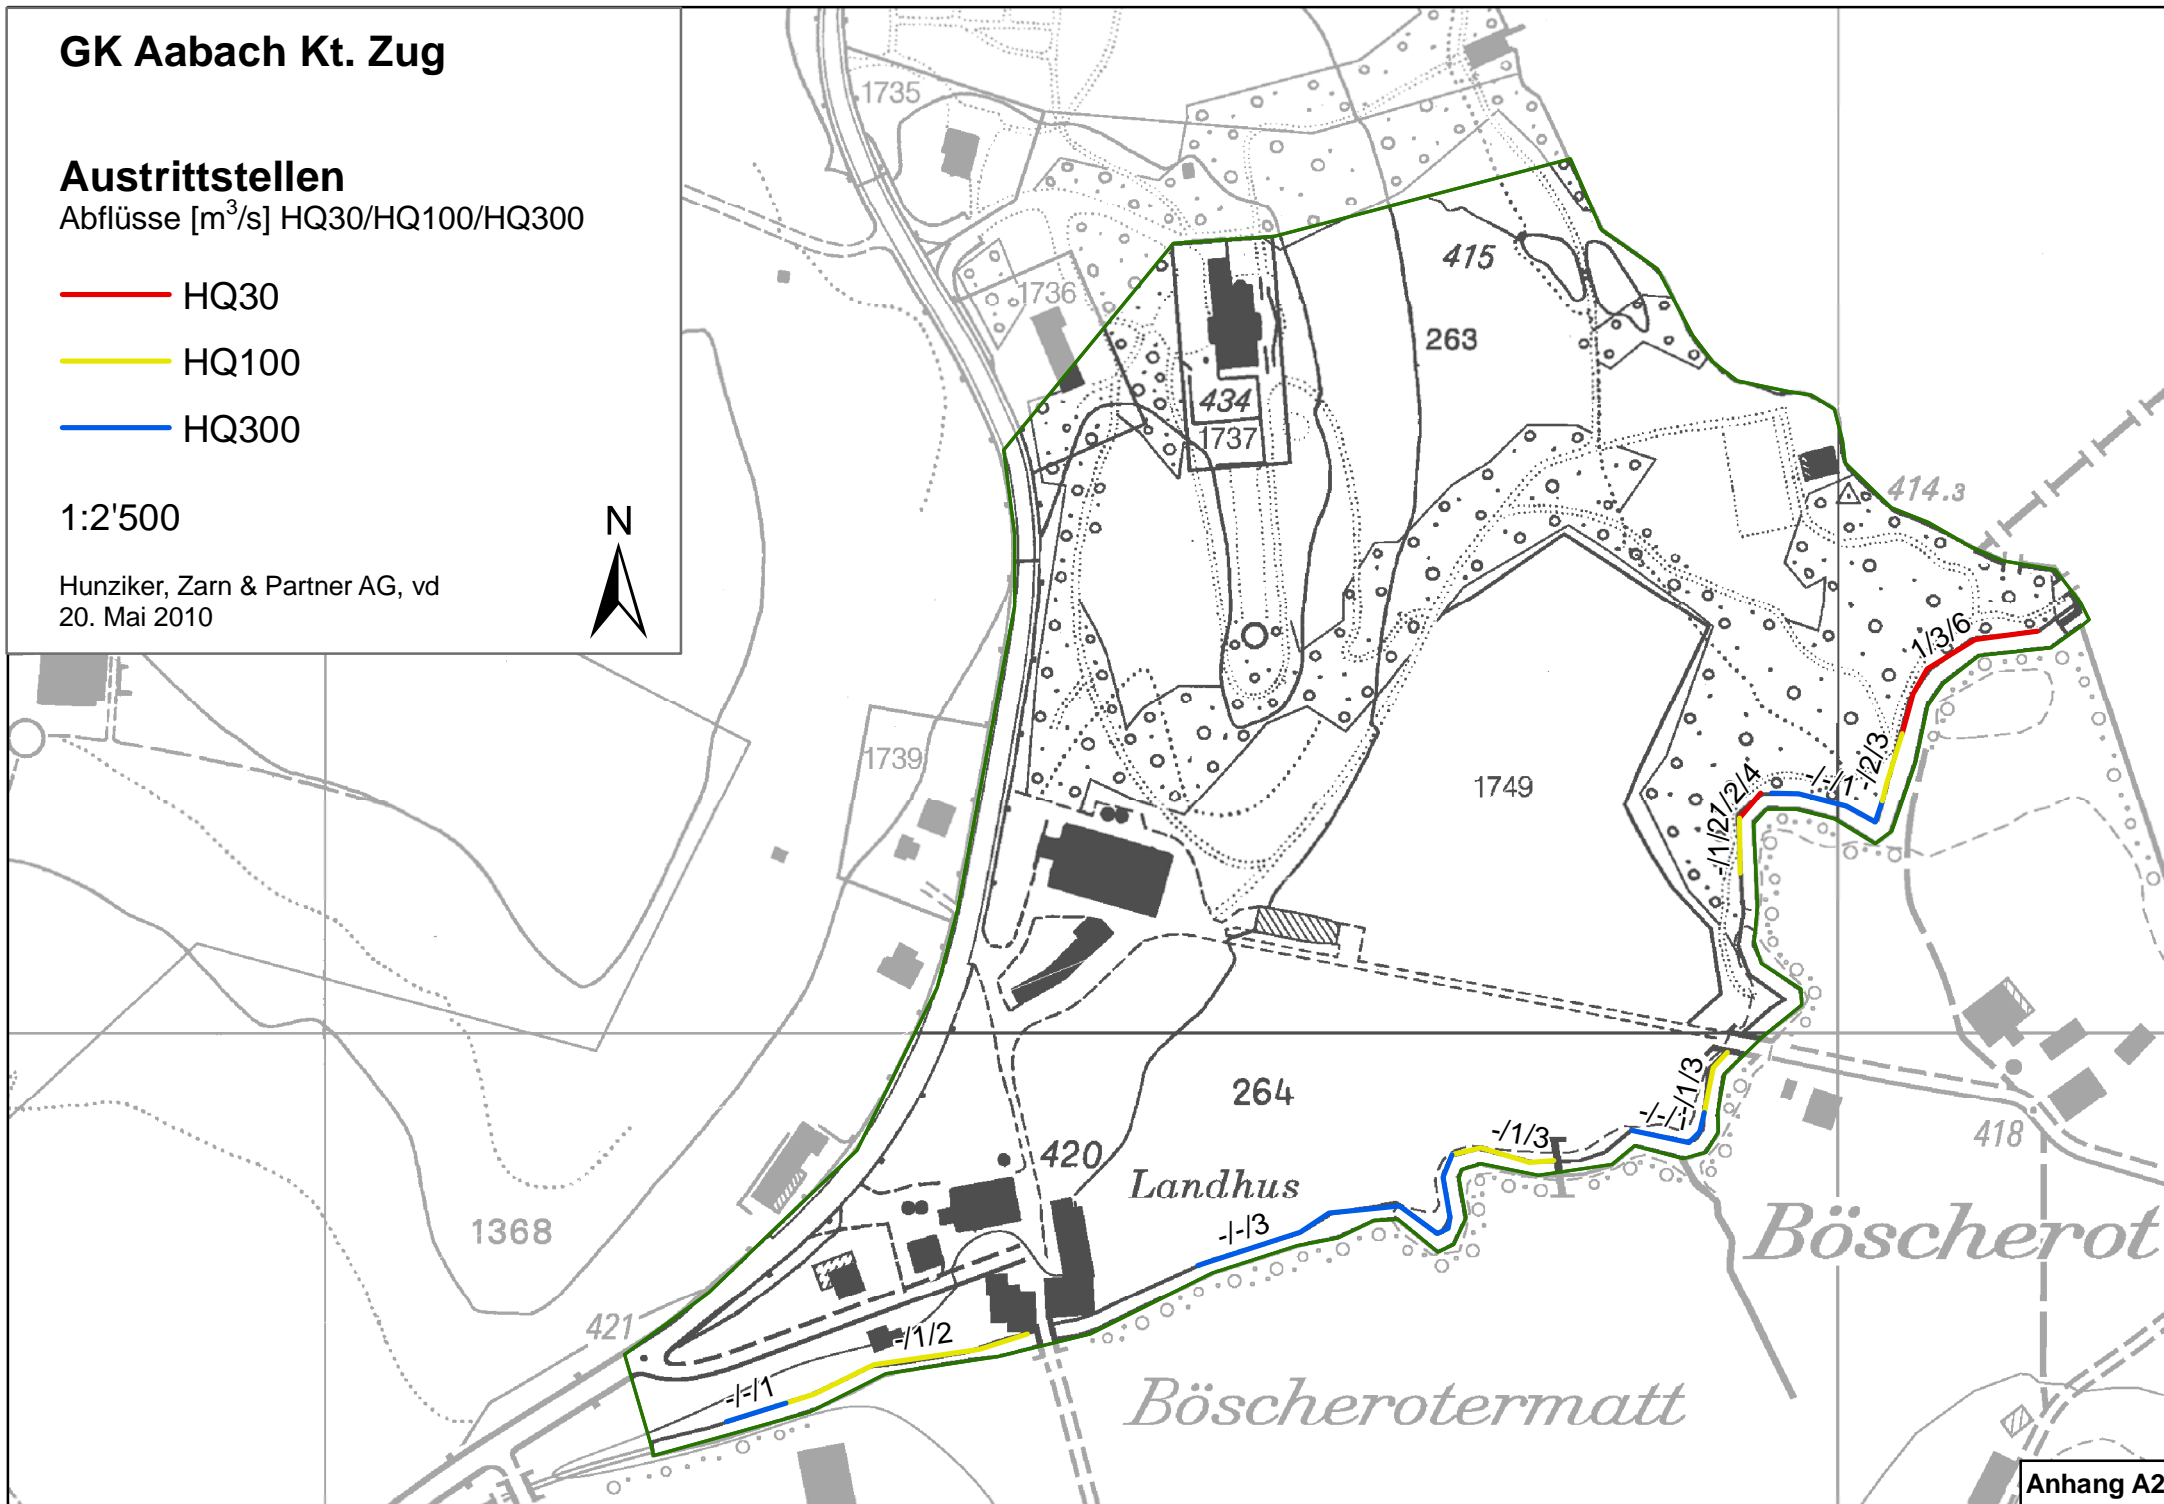 GK Aabach Kt. Zug
Austrittstellen
Abflüsse [m³/s] HQ30/HQ100/HQ300
HQ30
HQ100
HQ300
1:2'500
N
Hunziker, Zarn & Partner AG, vd
20. Mai 2010
1735
1736
415
263
434
1737
414.3
1/3/6
1739
1749
-/2/3
-/-/1
1/2/4
-/1/2
264
-/1/3
-/1/3
420
Landhus
418
1368
-/-/3
Böscherot
421
-/1/2
-/-/1
Böscherotermatt
Anhang A2